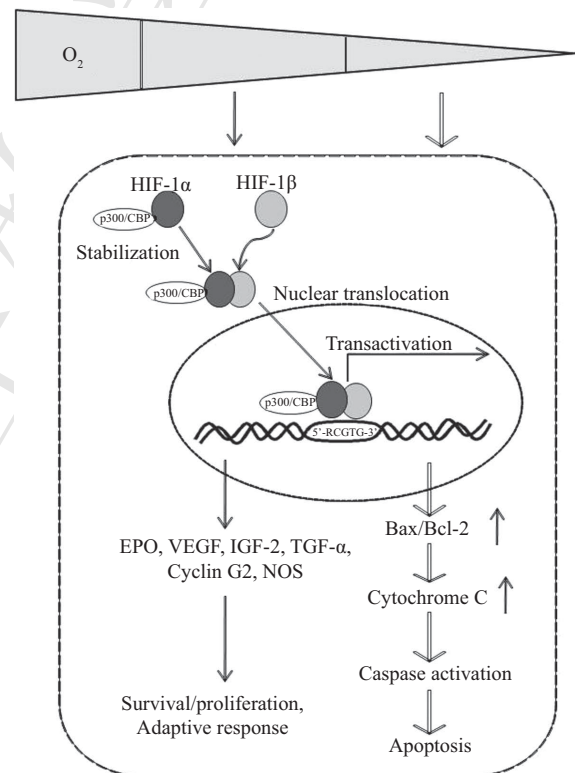 O2
HIF-1α
HIF-1β
p300/CBP
Stabilization
p300/CBP
Nuclear translocation
Transactivation
p300/CBP
5'-RCGTG-3'
EPO, VEGF, IGF-2, TGF-α,
Cyclin G2, NOS
Bax/Bcl-2
Cytochrome C
Caspase activation
Survival/proliferation,
Adaptive response
Apoptosis